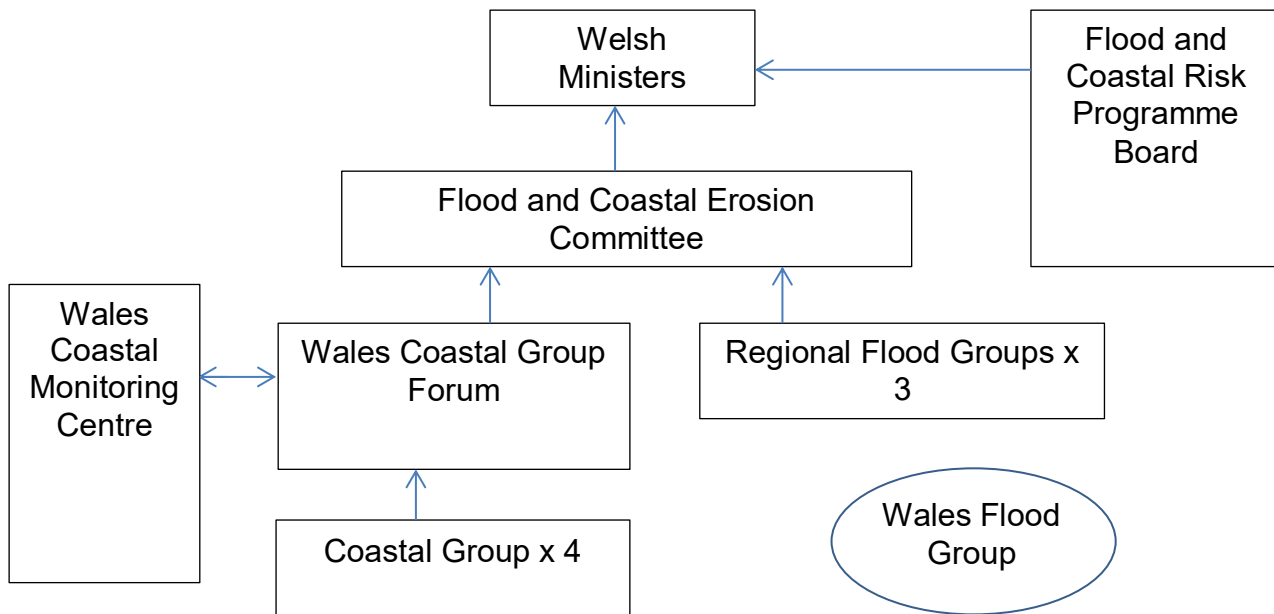 Welsh
Ministers
Flood and
Coastal Risk
Programme
Board
Flood and Coastal Erosion
Committee
Wales
Coastal
Monitoring
Centre
Wales Coastal Group
Forum
Regional Flood Groups x
3
Coastal Group x 4
Wales Flood
Group